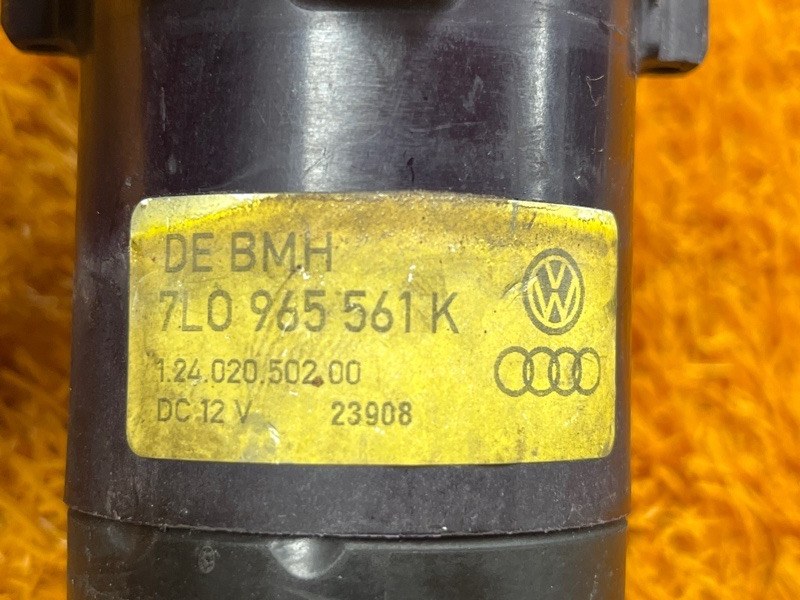 DE BMH
7L0 965 561 K
1.24.020.502.00
DC 12 V 23908